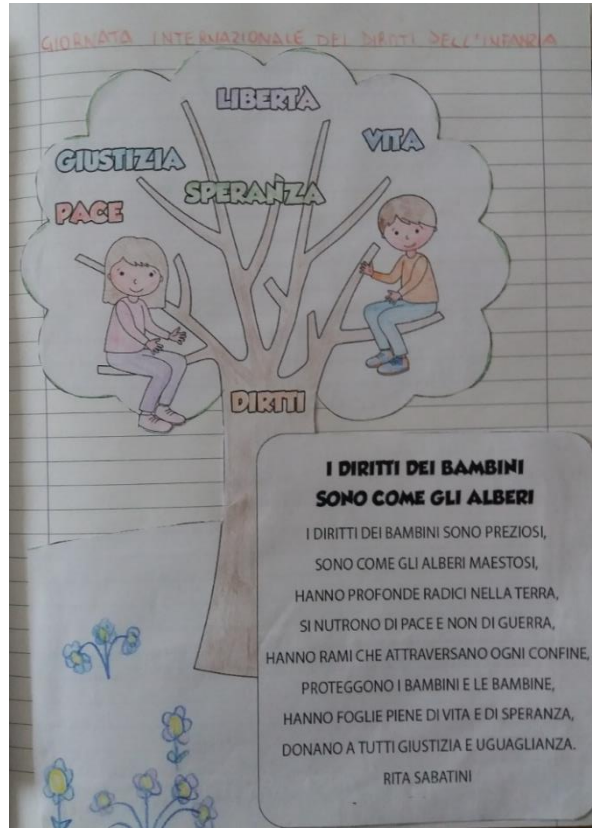 GIORNATA INTERNAZIONALE DEI DIRITI DELL'INFANZIA
LIBERTÀ
GIUSTIZIA
VITA
SPERANZA
PACE
DIRTTI
I DIRITTI DEI BAMBINI
SONO COME GLI ALBERI
I DIRITTI DEI BAMBINI SONO PREZIOSI,
SONO COME GLI ALBERI MAESTOSI,
HANNO PROFONDE RADICI NELLA TERRA,
SI NUTRONO DI PACE E NON DI GUERRA,
HANNO RAMI CHE ATTRAVERSANO OGNI CONFINE,
PROTEGGONO I BAMBINI E LE BAMBINE,
HANNO FOGLIE PIENE DI VITA E DI SPERANZA,
DONANO A TUTTI GIUSTIZIA E UGUAGLIANZA.
RITA SABATINI